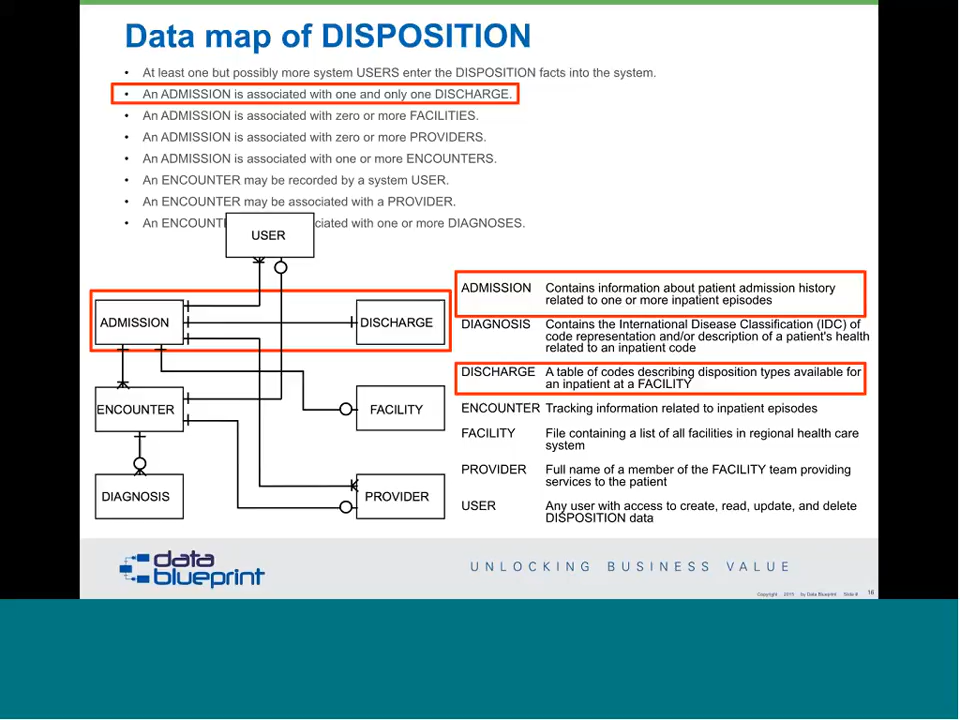 Data map of DISPOSITION
• At least one but possibly more system USERS enter the DISPOSITION facts into the system.
• An ADMISSION is associated with one and only one DISCHARGE.
• An ADMISSION is associated with zero or more FACILITIES.
• An ADMISSION is associated with zero or more PROVIDERS.
• An ADMISSION is associated with one or more ENCOUNTERS.
• An ENCOUNTER may be recorded by a system USER.
• An ENCOUNTER may be associated with a PROVIDER.
• An ENCOUNT ciated with one or more DIAGNOSES.
USER
ADMISSION
DISCHARGE
ENCOUNTER
FACILITY
DIAGNOSIS
PROVIDER
ADMISSION Contains information about patient admission history
related to one or more inpatient episodes
DIAGNOSIS Contains the International Disease Classification (IDC) of
code representation and/or description of a patient's health
related to an inpatient code
DISCHARGE A table of codes describing disposition types available for
an inpatient at a FACILITY
ENCOUNTER Tracking information related to inpatient episodes
FACILITY File containing a list of all facilities in regional health care
system
PROVIDER Full name of a member of the FACILITY team providing
services to the patient
USER Any user with access to create, read, update, and delete
DISPOSITION data
data
blueprint
UNLOCKING BUSINESS VALUE
Copyright 2015 by Data Blueprint Slide # 16